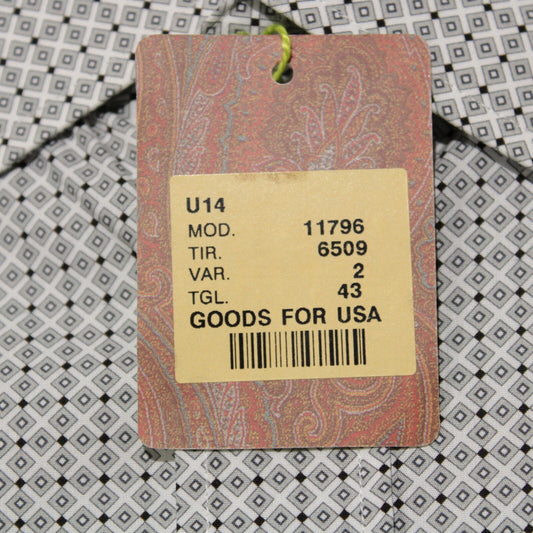 U14
MOD. 11796
TIR. 6509
VAR. 2
TGL. 43
GOODS FOR USA